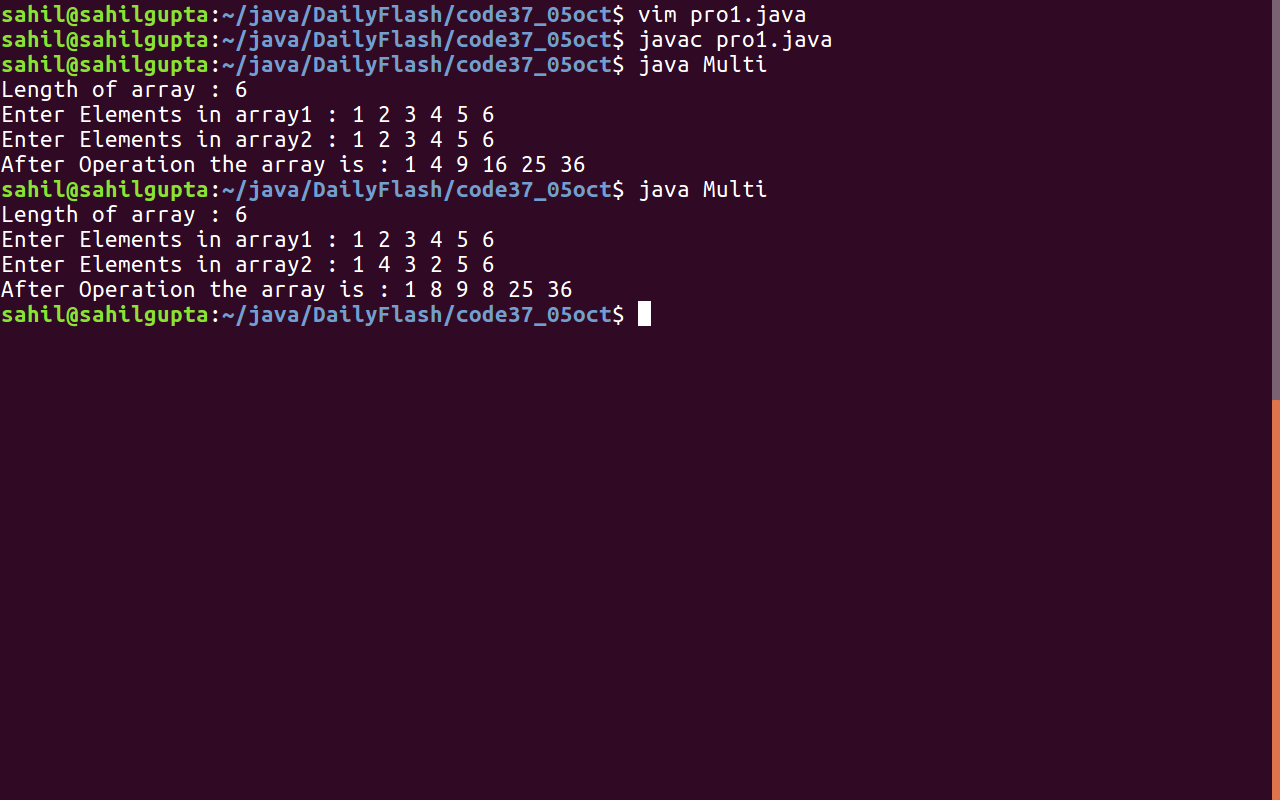 sahil@sahilgupta:~/java/DailyFlash/code37_05oct$ vim pro1.java
sahil@sahilgupta:~/java/DailyFlash/code37_05oct$ javac pro1.java
sahil@sahilgupta:~/java/DailyFlash/code37_05oct$ java Multi
Length of array : 6
Enter Elements in array1 : 1 2 3 4 5 6
Enter Elements in array2 : 1 2 3 4 5 6
After Operation the array is : 1 4 9 16 25 36
sahil@sahilgupta:~/java/DailyFlash/code37_05oct$ java Multi
Length of array : 6
Enter Elements in array1 : 1 2 3 4 5 6
Enter Elements in array2 : 1 4 3 2 5 6
After Operation the array is : 1 8 9 8 25 36
sahil@sahilgupta:~/java/DailyFlash/code37_05oct$